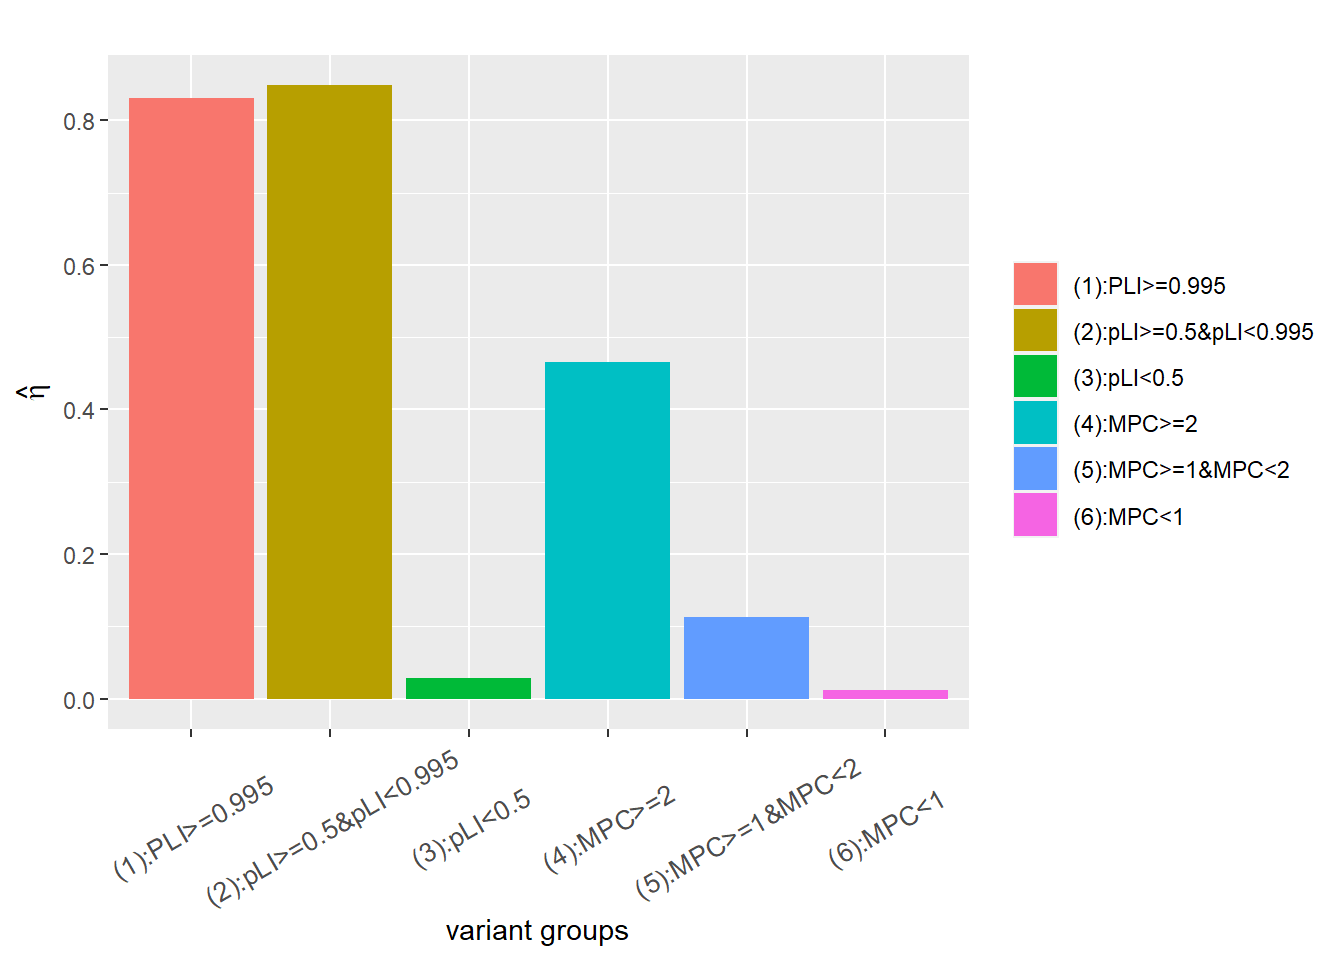 0.8
0.6
0.4
0.2
0.0
η̂
(1):PLI>=0.995
(2):pLI>=0.5&pLI<0.995
(3):pLI<0.5
(4):MPC>=2
(5):MPC>=1&MPC<2
(6):MPC<1
variant groups
(1):PLI>=0.995
(2):pLI>=0.5&pLI<0.995
(3):pLI<0.5
(4):MPC>=2
(5):MPC>=1&MPC<2
(6):MPC<1